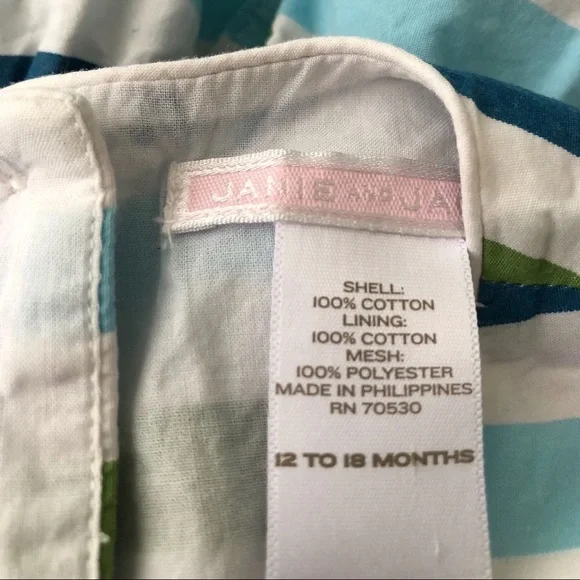 JANIE AND JA
SHELL:
100% COTTON
LINING:
100% COTTON
MESH:
100% POLYESTER
MADE IN PHILIPPINES
RN 70530
12 TO 18 MONTHS